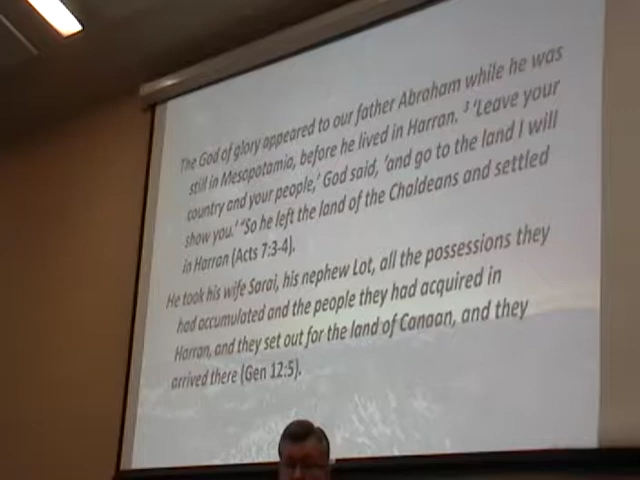 The God of glory appeared to our father Abraham while he was
still in Mesopotamia, before he lived in Harran. ³ 'Leave your
country and your people,' God said, 'and go to the land I will
show you.' ⁴"So he left the land of the Chaldeans and settled
in Harran (Acts 7:3-4).
He took his wife Sarai, his nephew Lot, all the possessions they
had accumulated and the people they had acquired in
Harran, and they set out for the land of Canaan, and they
arrived there (Gen 12:5).